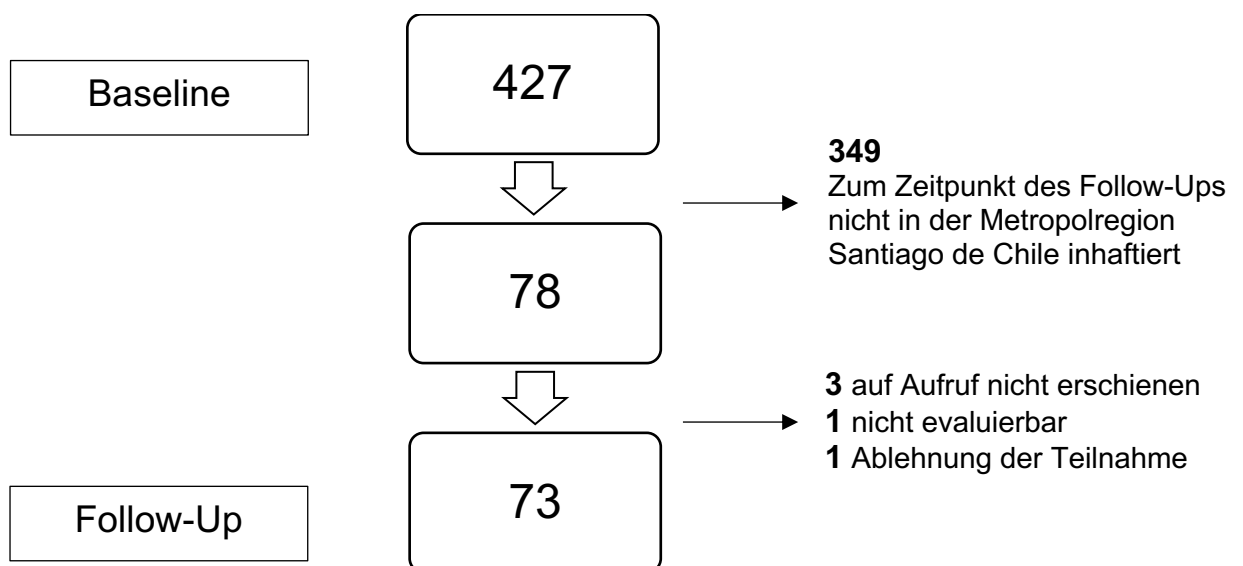 Baseline
427
349
Zum Zeitpunkt des Follow-Ups
nicht in der Metropolregion
Santiago de Chile inhaftiert
78
3 auf Aufruf nicht erschienen
1 nicht evaluierbar
1 Ablehnung der Teilnahme
Follow-Up
73